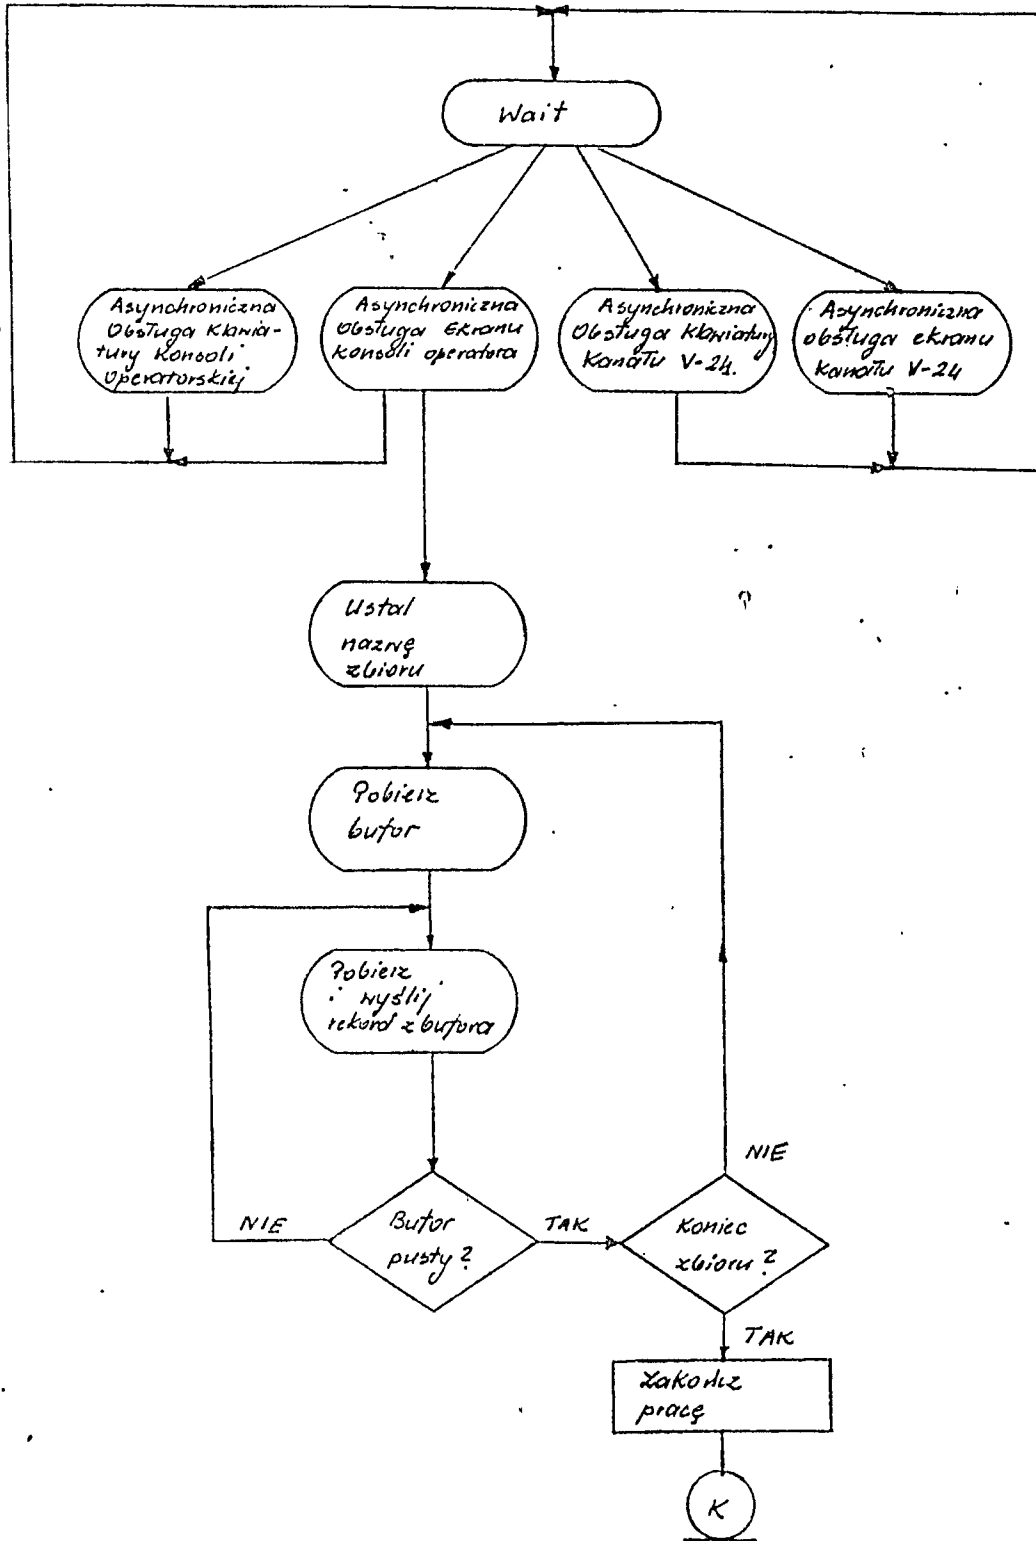 Wait
Asynchroniczna
Obsługa Klawia-
tury Konsoli
Operatorskiej
Asynchroniczna
Obsługa Ekranu
Konsoli operatora
Asynchroniczna
Obsługa Klawiatury
Kanału V-24.
Asynchroniczna
obsługa ekranu
Kanału V-24
Ustal
nazwę
zbioru
Pobierz
bufor
Pobierz
i wyślij
rekord z bufora
NIE
Bufor
pusty?
TAK
NIE
Koniec
zbioru?
TAK
Zakończ
pracę
K